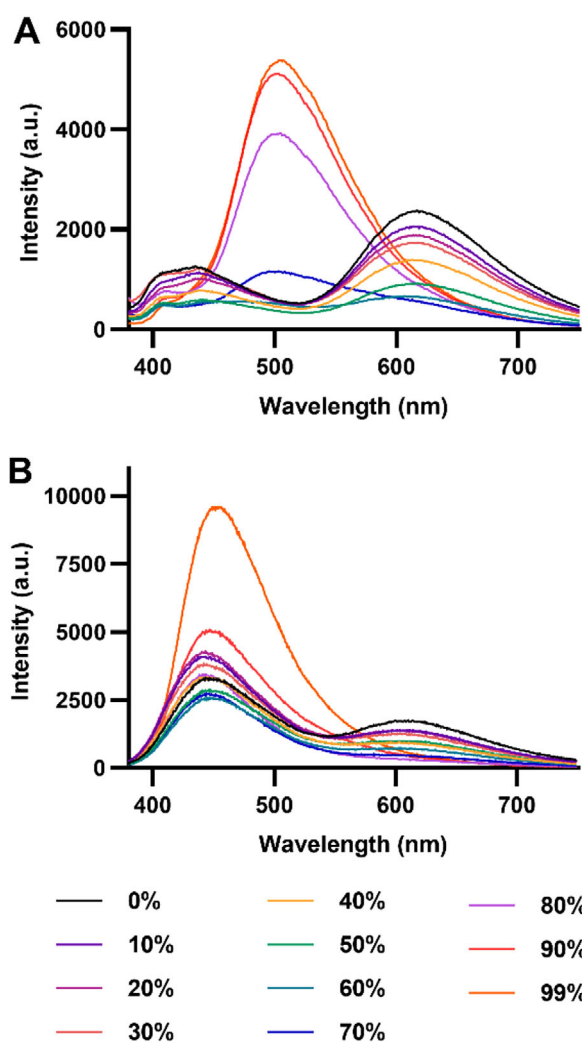 A
6000
4000
2000
0
Intensity (a.u.)
400 500 600 700
Wavelength (nm)
B
10000
7500
5000
2500
0
Intensity (a.u.)
400 500 600 700
Wavelength (nm)
0% 40% 80%
10% 50% 90%
20% 60% 99%
30% 70%